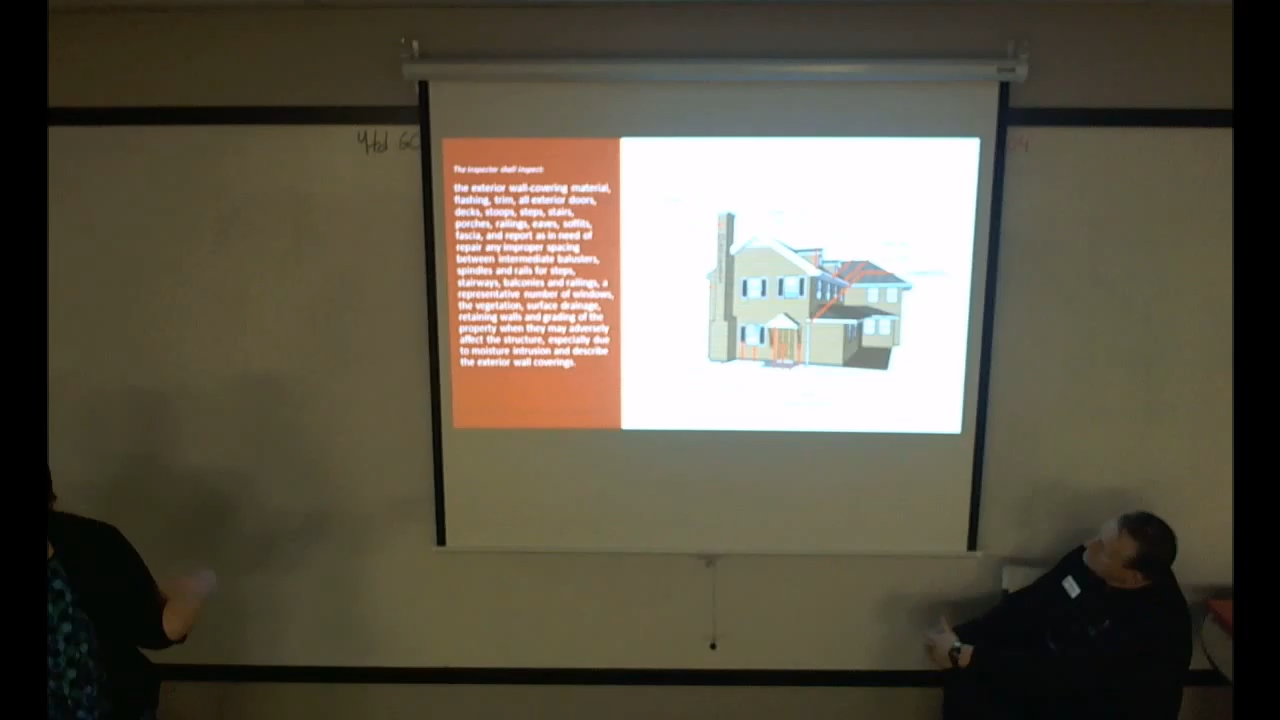 The inspector shall inspect:
the exterior wall-covering material,
flashing, trim, all exterior doors,
decks, stoops, steps, stairs,
porches, railings, eaves, soffits,
fascia, and report as in need of
repair any improper spacing
between intermediate balusters,
spindles and rails for steps,
stairways, balconies and railings, a
representative number of windows,
the vegetation, surface drainage,
retaining walls and grading of the
property when they may adversely
affect the structure, especially due
to moisture intrusion and describe
the exterior wall coverings.